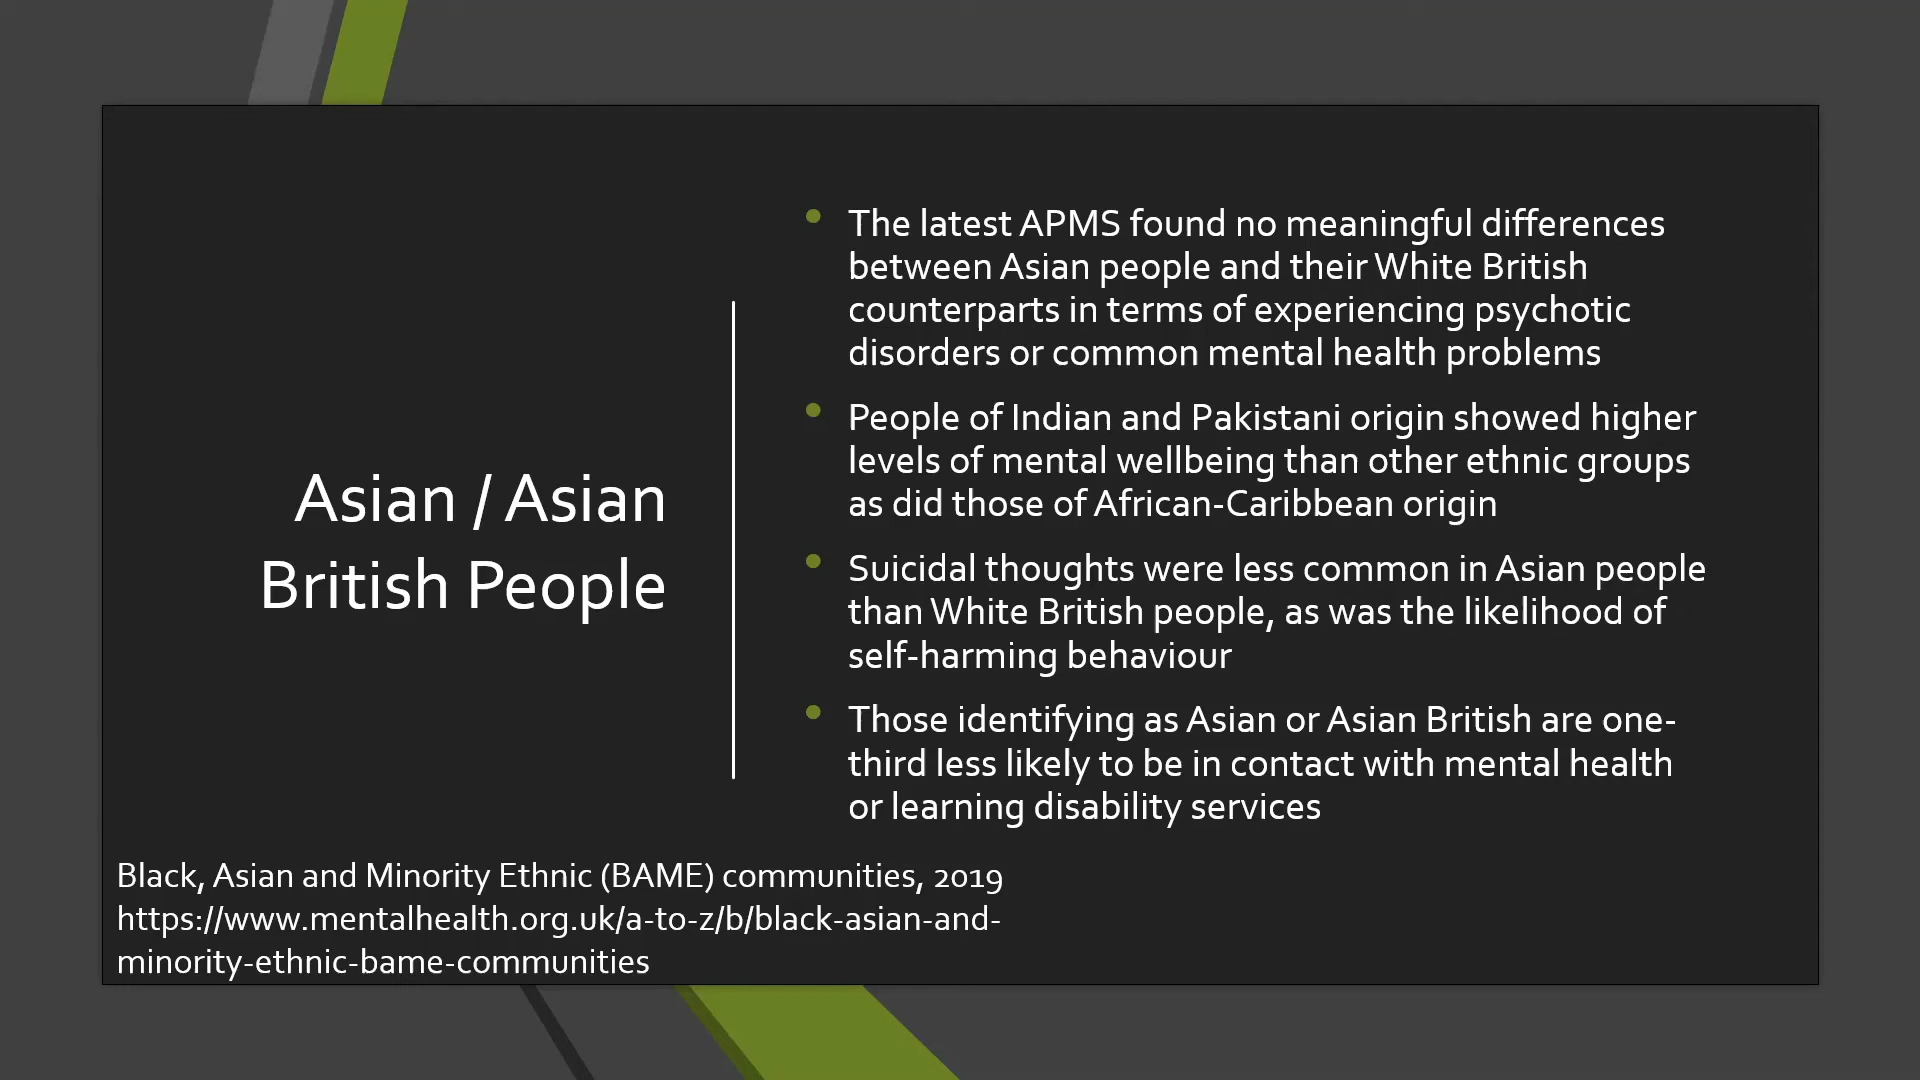 Asian / Asian
British People
The latest APMS found no meaningful differences
between Asian people and their White British
counterparts in terms of experiencing psychotic
disorders or common mental health problems
People of Indian and Pakistani origin showed higher
levels of mental wellbeing than other ethnic groups
as did those of African-Caribbean origin
Suicidal thoughts were less common in Asian people
than White British people, as was the likelihood of
self-harming behaviour
Those identifying as Asian or Asian British are one-
third less likely to be in contact with mental health
or learning disability services
Black, Asian and Minority Ethnic (BAME) communities, 2019
https://www.mentalhealth.org.uk/a-to-z/b/black-asian-and-
minority-ethnic-bame-communities